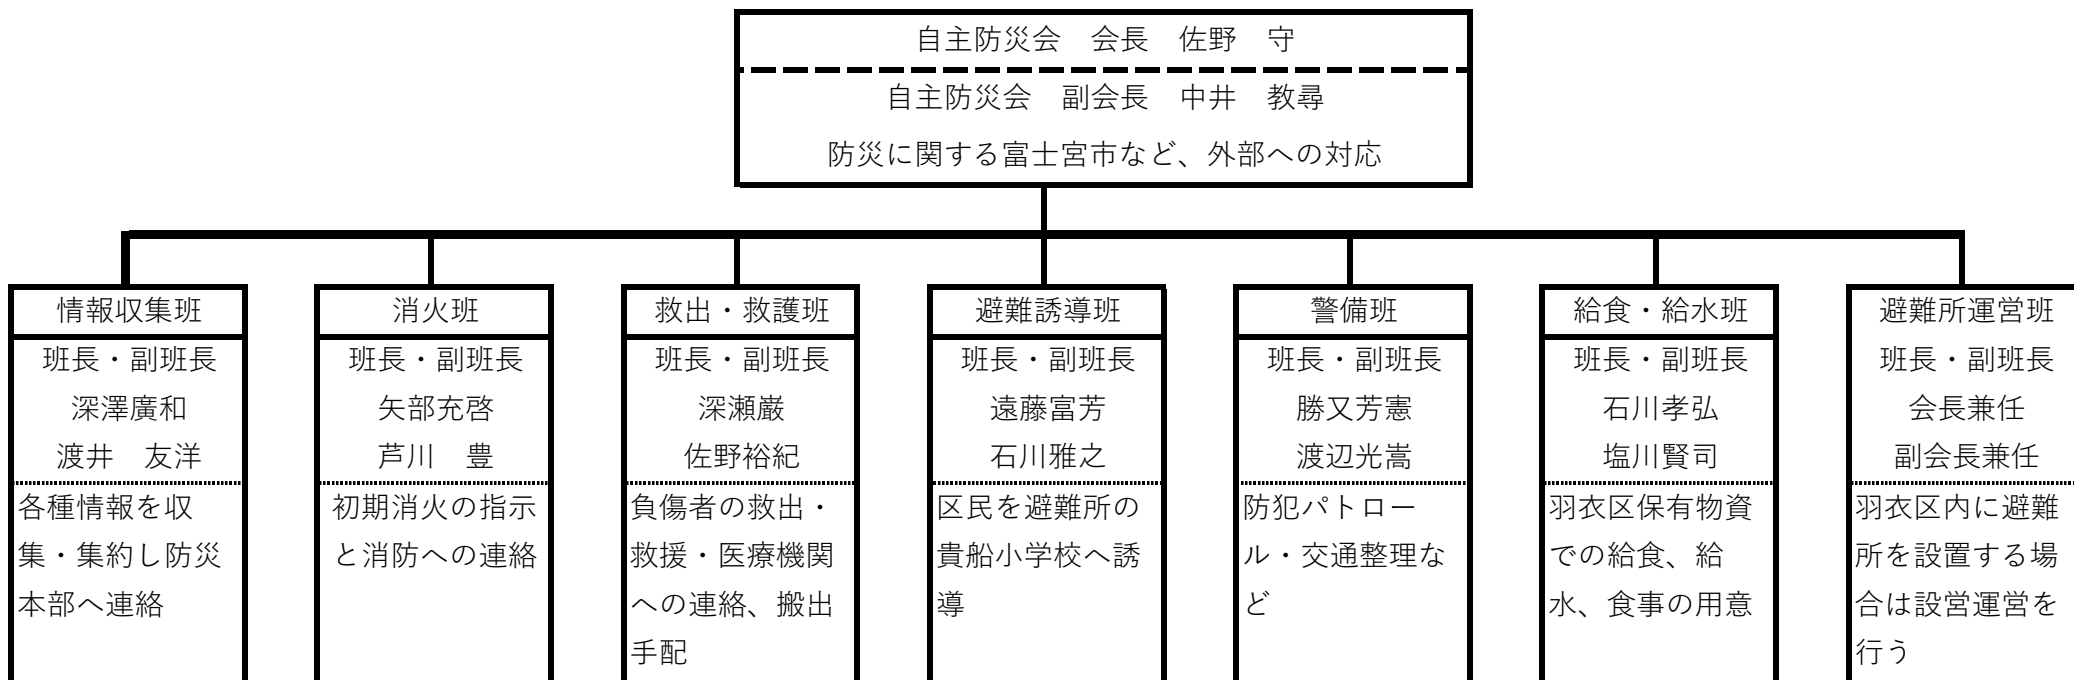 自主防災会　会長　佐野　守
自主防災会　副会長　中井　教尋
防災に関する富士宮市など、外部への対応
情報収集班
班長・副班長
深澤廣和
渡井　友洋
各種情報を収
集・集約し防災
本部へ連絡
消火班
班長・副班長
矢部充啓
芦川　豊
初期消火の指示
と消防への連絡
救出・救護班
班長・副班長
深瀬巌
佐野裕紀
負傷者の救出・
救援・医療機関
への連絡、搬出
手配
避難誘導班
班長・副班長
遠藤富芳
石川雅之
区民を避難所の
貴船小学校へ誘
導
警備班
班長・副班長
勝又芳憲
渡辺光嵩
防犯パトロー
ル・交通整理な
ど
給食・給水班
班長・副班長
石川孝弘
塩川賢司
羽衣区保有物資
での給食、給
水、食事の用意
避難所運営班
班長・副班長
会長兼任
副会長兼任
羽衣区内に避難
所を設置する場
合は設営運営を
行う